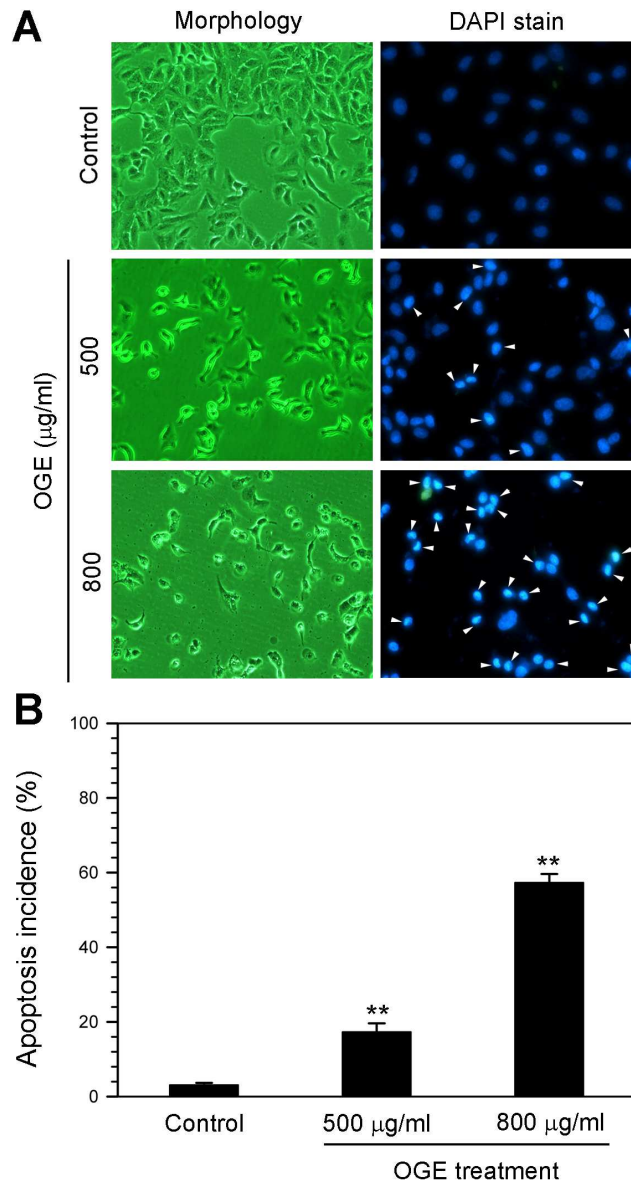 A
Morphology
DAPI stain
Control
OGE (μg/ml)
500
800
B
Apoptosis incidence (%)
100
80
60
40
20
0
**
**
Control
500 μg/ml
800 μg/ml
OGE treatment